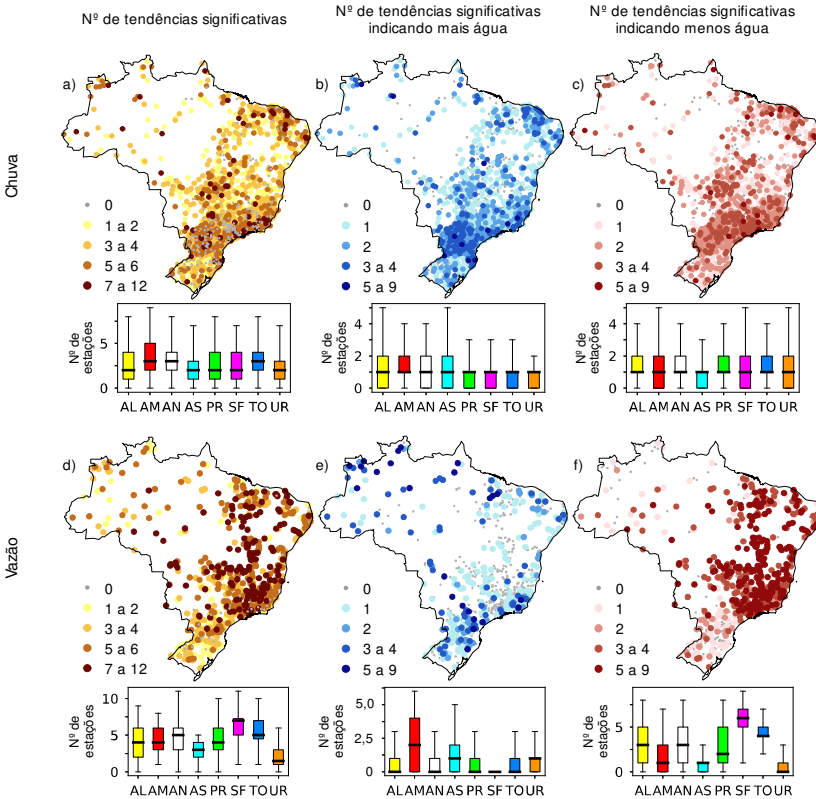 Nº de tendências significativas
Nº de tendências significativas
indicando mais água
Nº de tendências significativas
indicando menos água
Chuva
a)
0
1 a 2
3 a 4
5 a 6
7 a 12
b)
0
1
2
3 a 4
5 a 9
c)
0
1
2
3 a 4
5 a 9
Nº de
estações
5
0
AL AM AN AS PR SF TO UR
Nº de
estações
4
2
0
AL AM AN AS PR SF TO UR
Nº de
estações
4
2
0
AL AM AN AS PR SF TO UR
Vazão
d)
0
1 a 2
3 a 4
5 a 6
7 a 12
e)
0
1
2
3 a 4
5 a 9
f)
0
1
2
3 a 4
5 a 9
Nº de
estações
10
5
0
AL AM AN AS PR SF TO UR
Nº de
estações
5,0
2,5
0
AL AM AN AS PR SF TO UR
Nº de
estações
5
0
AL AM AN AS PR SF TO UR